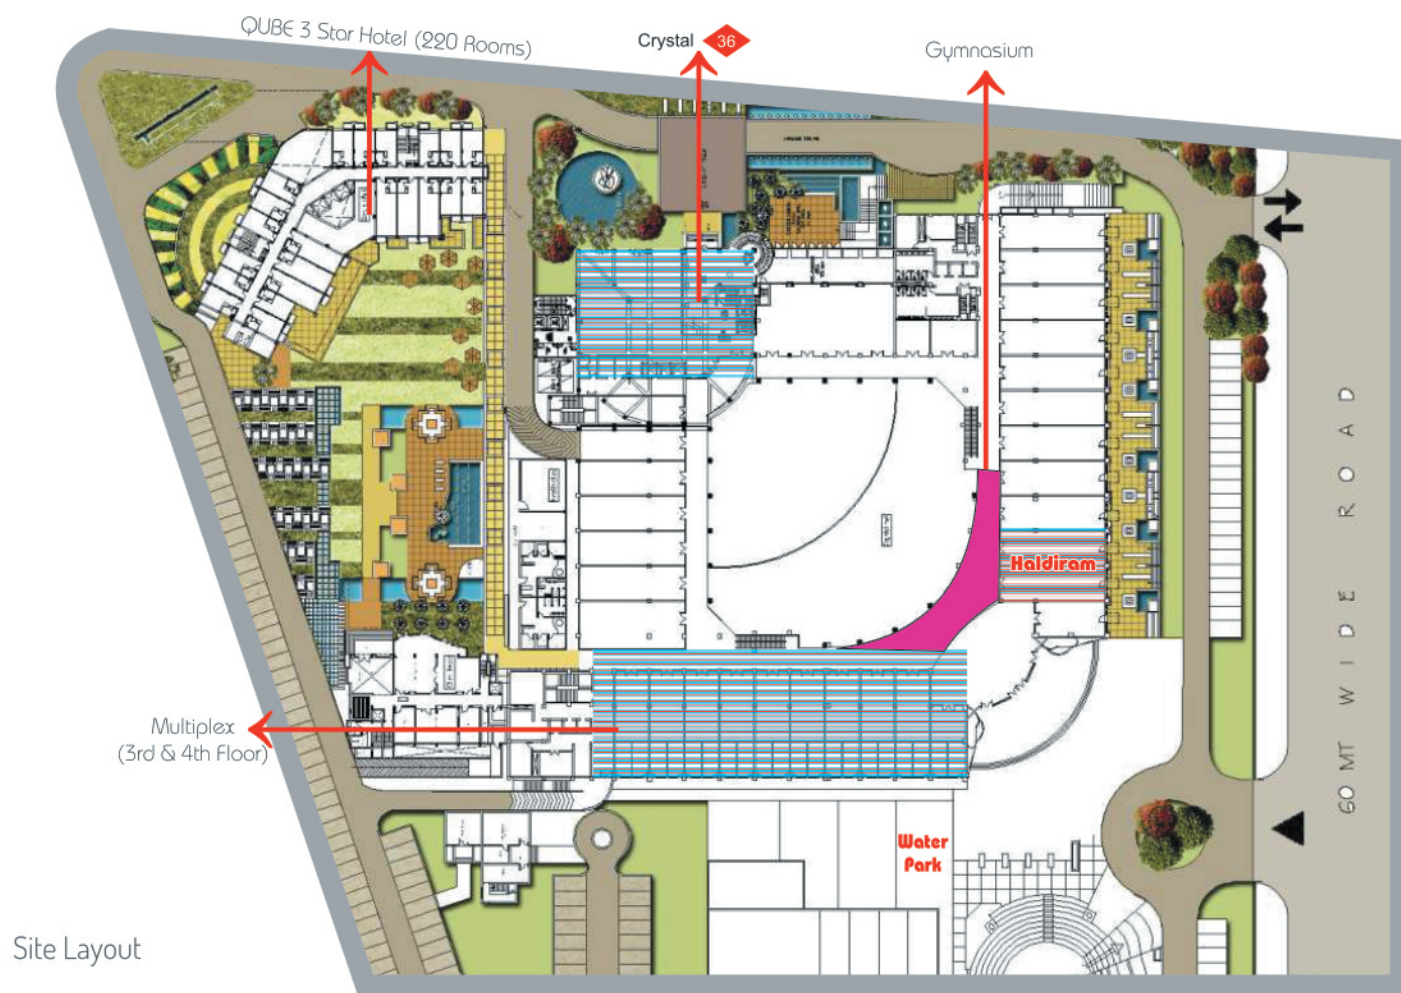 QUBE 3 Star Hotel (220 Rooms)
Crystal 36
Gymnasium
Haldiram
Multiplex
(3rd & 4th Floor)
Water
Park
60 MT WIDE ROAD
Site Layout